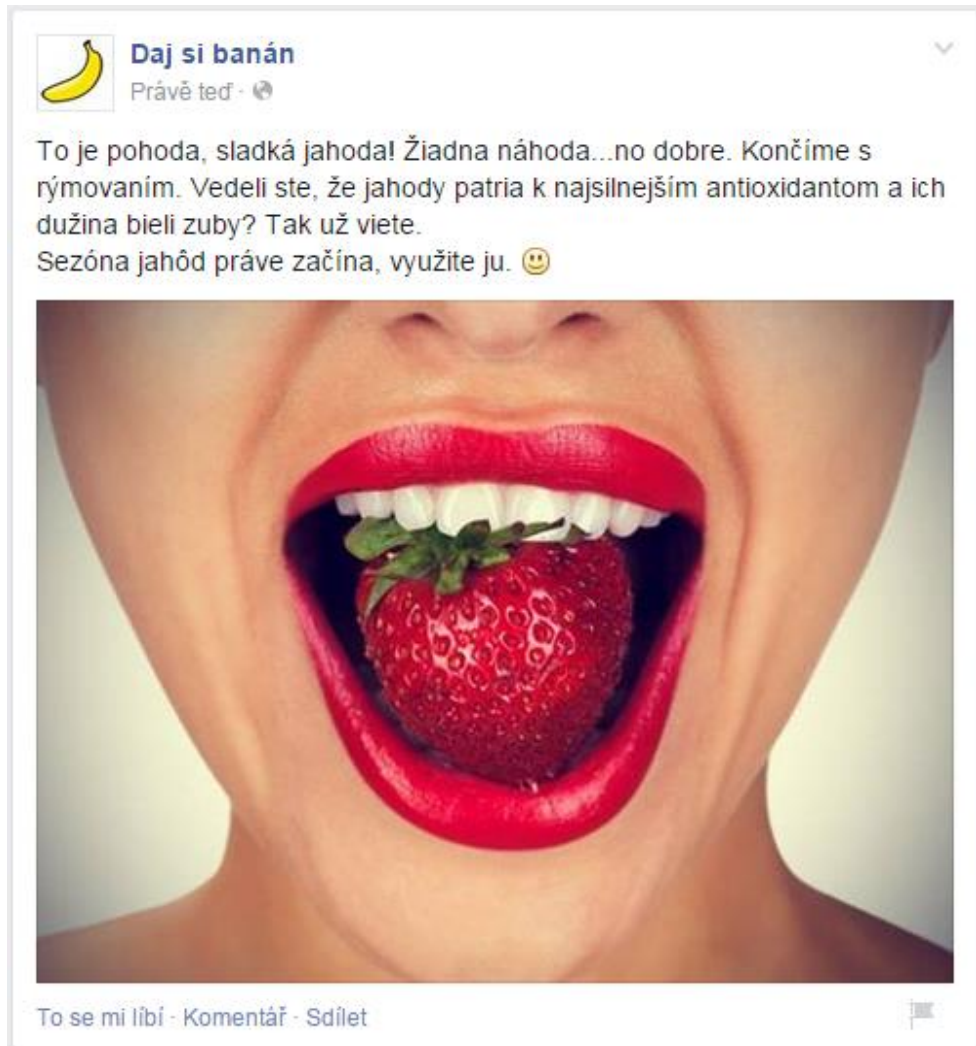 Daj si banán
Právě teď ·
To je pohoda, sladká jahoda! Žiadna náhoda...no dobre. Končíme s
rýmovaním. Vedeli ste, že jahody patria k najsilnejším antioxidantom a ich
dužina bieli zuby? Tak už viete.
Sezóna jahôd práve začína, využite ju.
To se mi líbí · Komentář · Sdílet